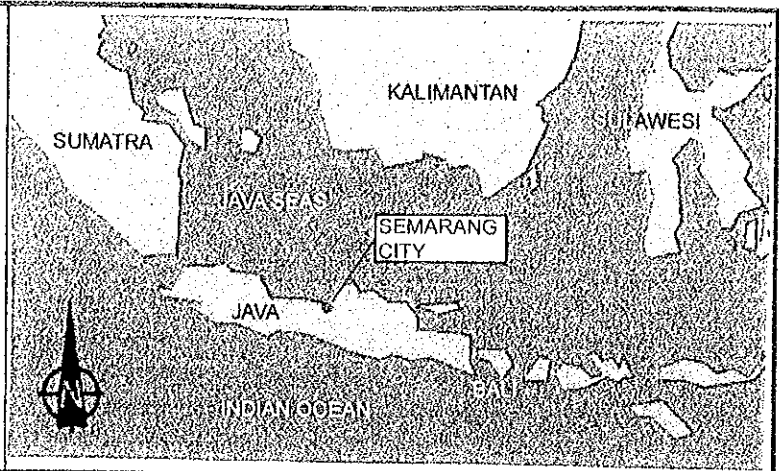 KALIMANTAN
SUMATRA
SULAWESI
JAVA SEAS
SEMARANG
CITY
JAVA
BALI
INDIAN OCEAN
N